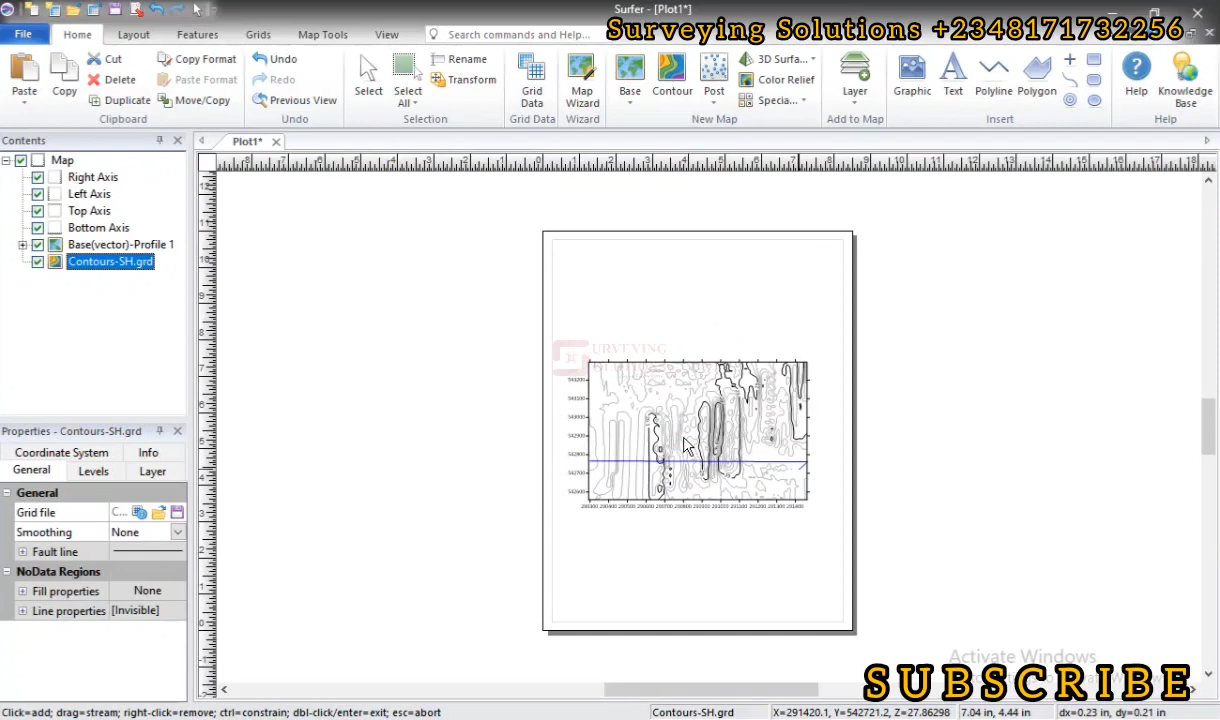 Surfer - [Plot1*]
Surveying Solutions +2348171732256
File Home Layout Features Grids Map Tools View Search commands and Help...
Paste Copy Cut Delete Duplicate Copy Format Paste Format Move/Copy
Undo Redo Previous View
Select Select All Rename Transform
Grid Data Map Wizard Base Contour Post 3D Surfa... Color Relief Specia...
Layer Graphic Text Polyline Polygon Help Knowledge Base
Clipboard Undo Selection Grid Data Wizard New Map Add to Map Insert Help
Contents
Plot1*
Map
Right Axis
Left Axis
Top Axis
Bottom Axis
Base(vector)-Profile 1
Contours-SH.grd
URVEYING
Properties - Contours-SH.grd
Coordinate System Info
General Levels Layer
General
Grid file C...
Smoothing None
Fault line
NoData Regions
Fill properties None
Line properties [Invisible]
Activate Windows
SUBSCRIBE
Click=add; drag=stream; right-click=remove; ctrl=constrain; dbl-click/enter=exit; esc=abort
Contours-SH.grd X=291420.1, Y=542721.2, Z=27.86298 7.04 in, 4.44 in dx=0.23 in, dy=0.21 in